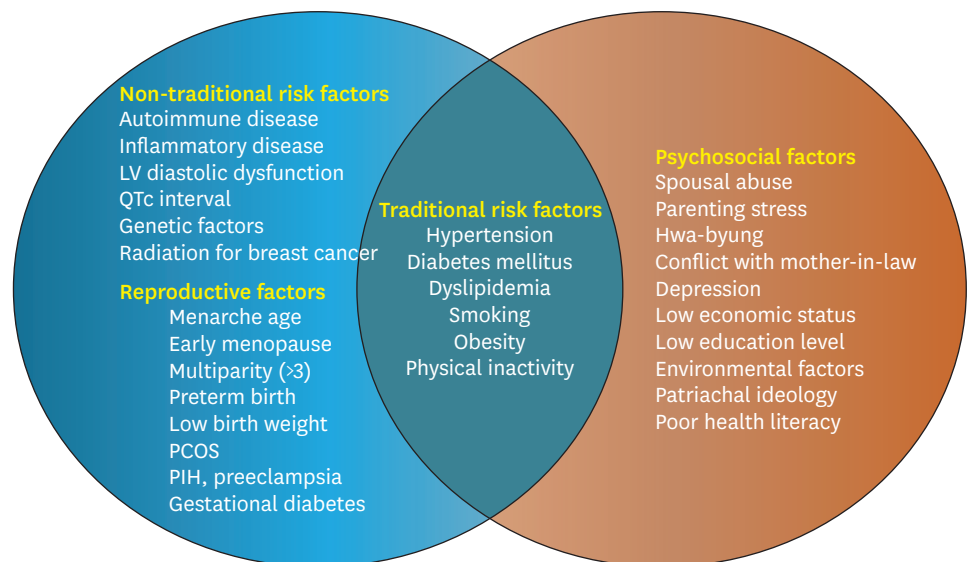 Non-traditional risk factors
Autoimmune disease
Inflammatory disease
LV diastolic dysfunction
QTc interval
Genetic factors
Radiation for breast cancer
Reproductive factors
Menarche age
Early menopause
Multiparity (>3)
Preterm birth
Low birth weight
PCOS
PIH, preeclampsia
Gestational diabetes
Traditional risk factors
Hypertension
Diabetes mellitus
Dyslipidemia
Smoking
Obesity
Physical inactivity
Psychosocial factors
Spousal abuse
Parenting stress
Hwa-byung
Conflict with mother-in-law
Depression
Low economic status
Low education level
Environmental factors
Patriachal ideology
Poor health literacy